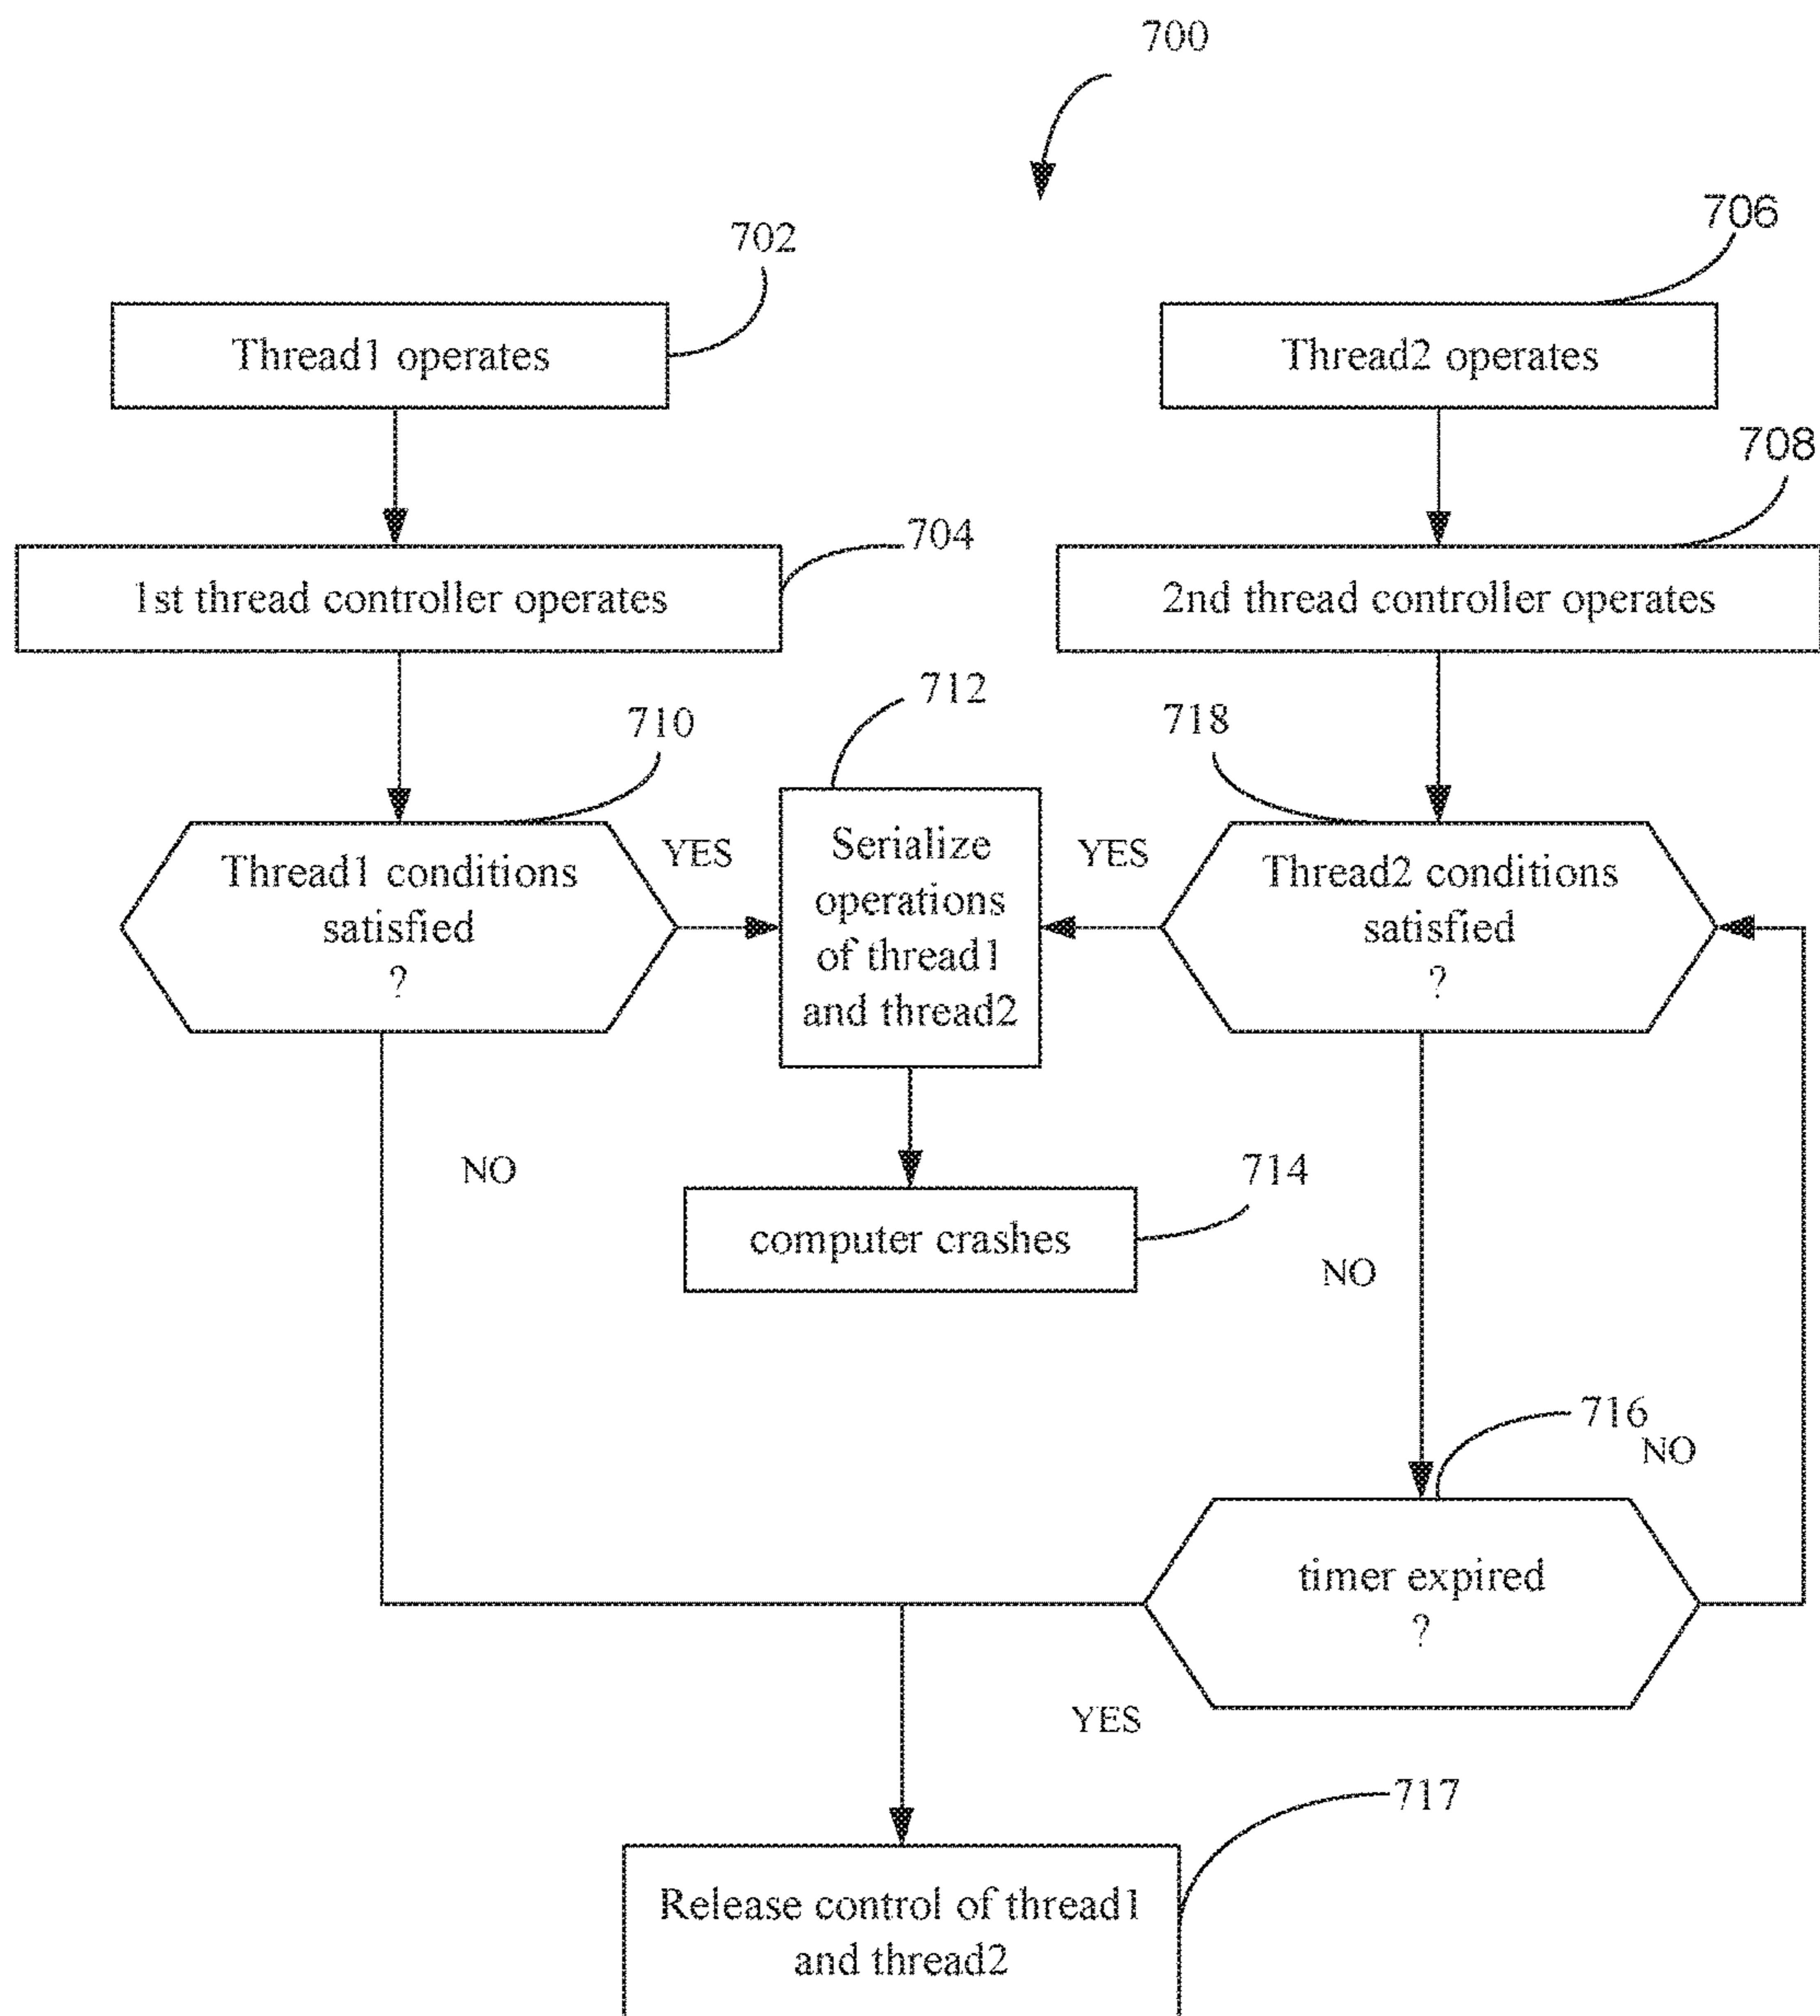 700
702
706
Thread1 operates
Thread2 operates
708
704
1st thread controller operates
2nd thread controller operates
712
710
718
Thread1 conditions
satisfied
?
YES
Serialize
operations
of thread1
and thread2
YES
Thread2 conditions
satisfied
?
NO
714
computer crashes
NO
716
NO
timer expired
?
YES
717
Release control of thread1
and thread2